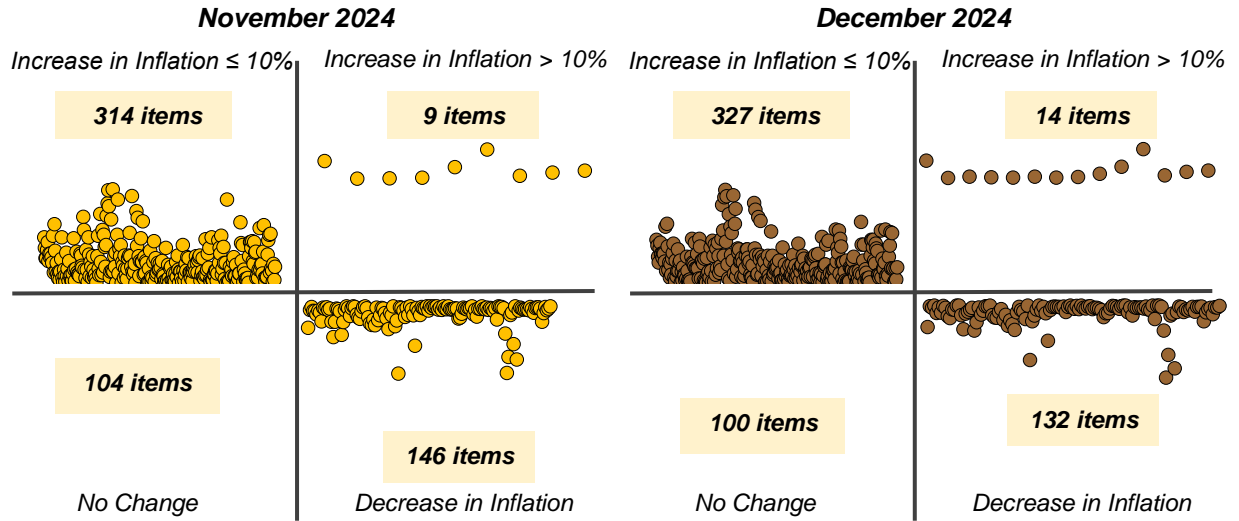 November 2024
Increase in Inflation ≤ 10%
Increase in Inflation > 10%
314 items
9 items
104 items
146 items
No Change
Decrease in Inflation
December 2024
Increase in Inflation ≤ 10%
Increase in Inflation > 10%
327 items
14 items
100 items
132 items
No Change
Decrease in Inflation